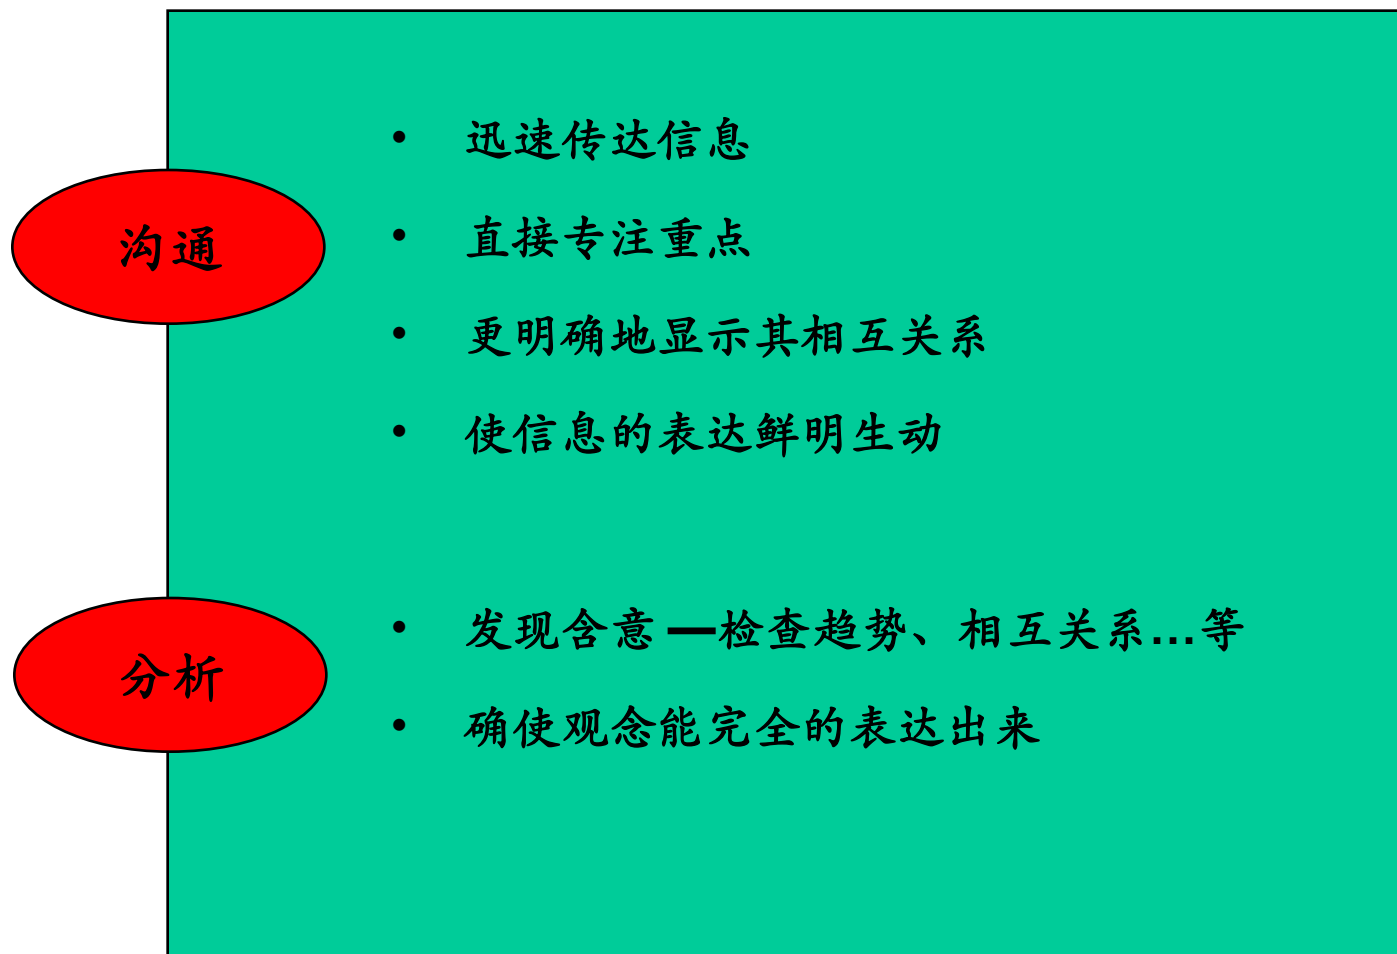 沟通
• 迅速传达信息
• 直接专注重点
• 更明确地显示其相互关系
• 使信息的表达鲜明生动
分析
• 发现含意 —检查趋势、相互关系...等
• 确使观念能完全的表达出来